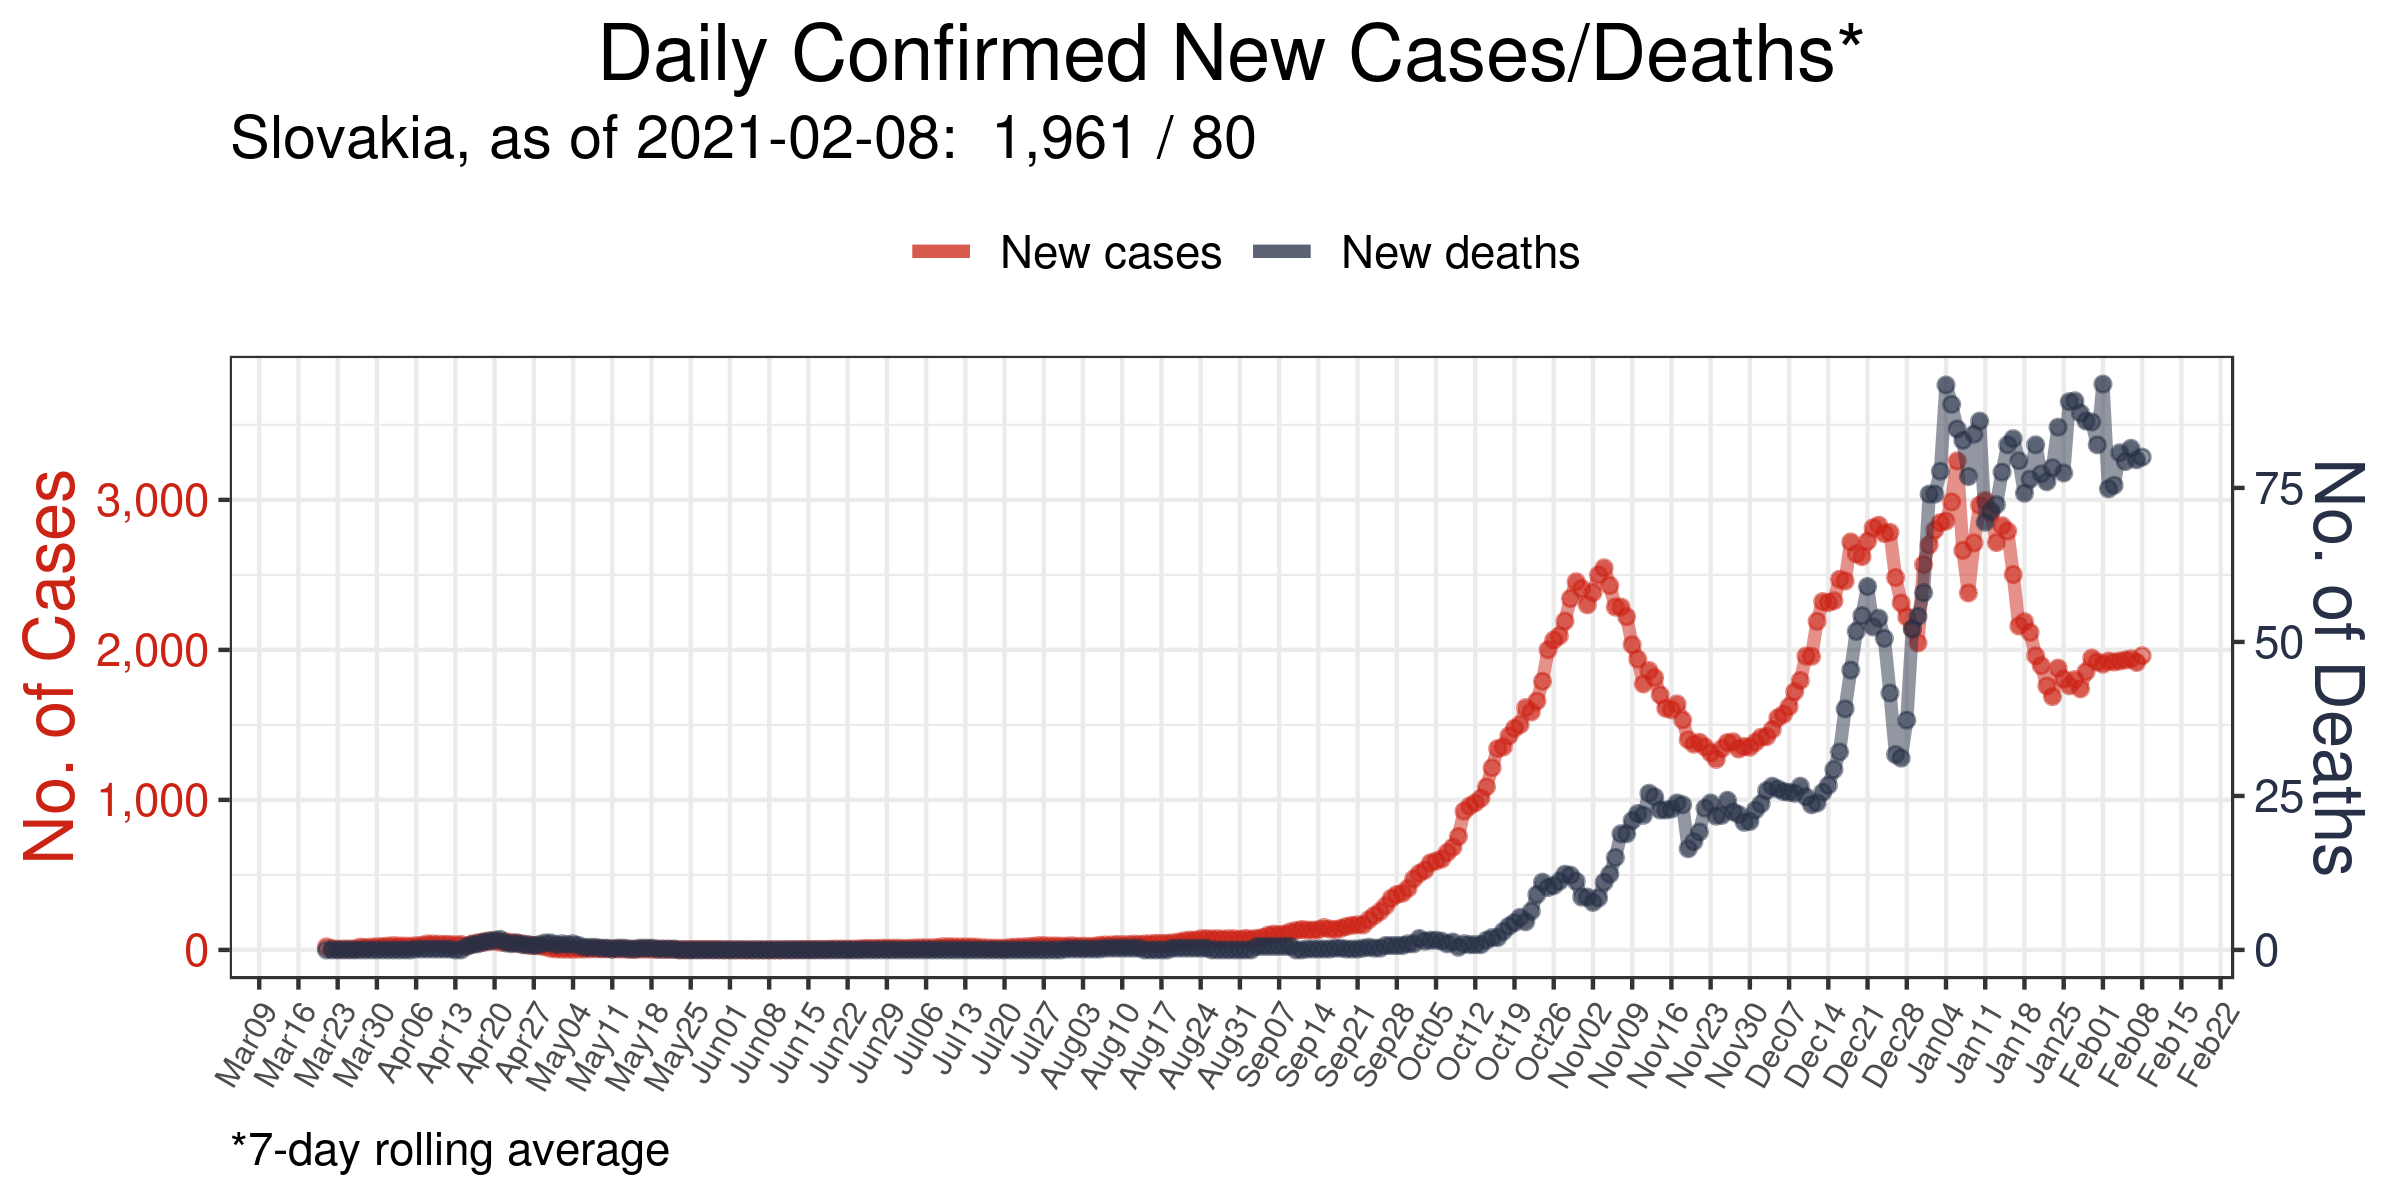 Daily Confirmed New Cases/Deaths*
Slovakia, as of 2021-02-08:  1,961 / 80
New cases
New deaths
No. of Cases
3,000
2,000
1,000
0
75
50
25
0
No. of Deaths
Mar09
Mar16
Mar23
Mar30
Apr06
Apr13
Apr20
Apr27
May04
May11
May18
May25
Jun01
Jun08
Jun15
Jun22
Jun29
Jul06
Jul13
Jul20
Jul27
Aug03
Aug10
Aug17
Aug24
Aug31
Sep07
Sep14
Sep21
Sep28
Oct05
Oct12
Oct19
Oct26
Nov02
Nov09
Nov16
Nov23
Nov30
Dec07
Dec14
Dec21
Dec28
Jan04
Jan11
Jan18
Jan25
Feb01
Feb08
Feb15
Feb22
*7-day rolling average